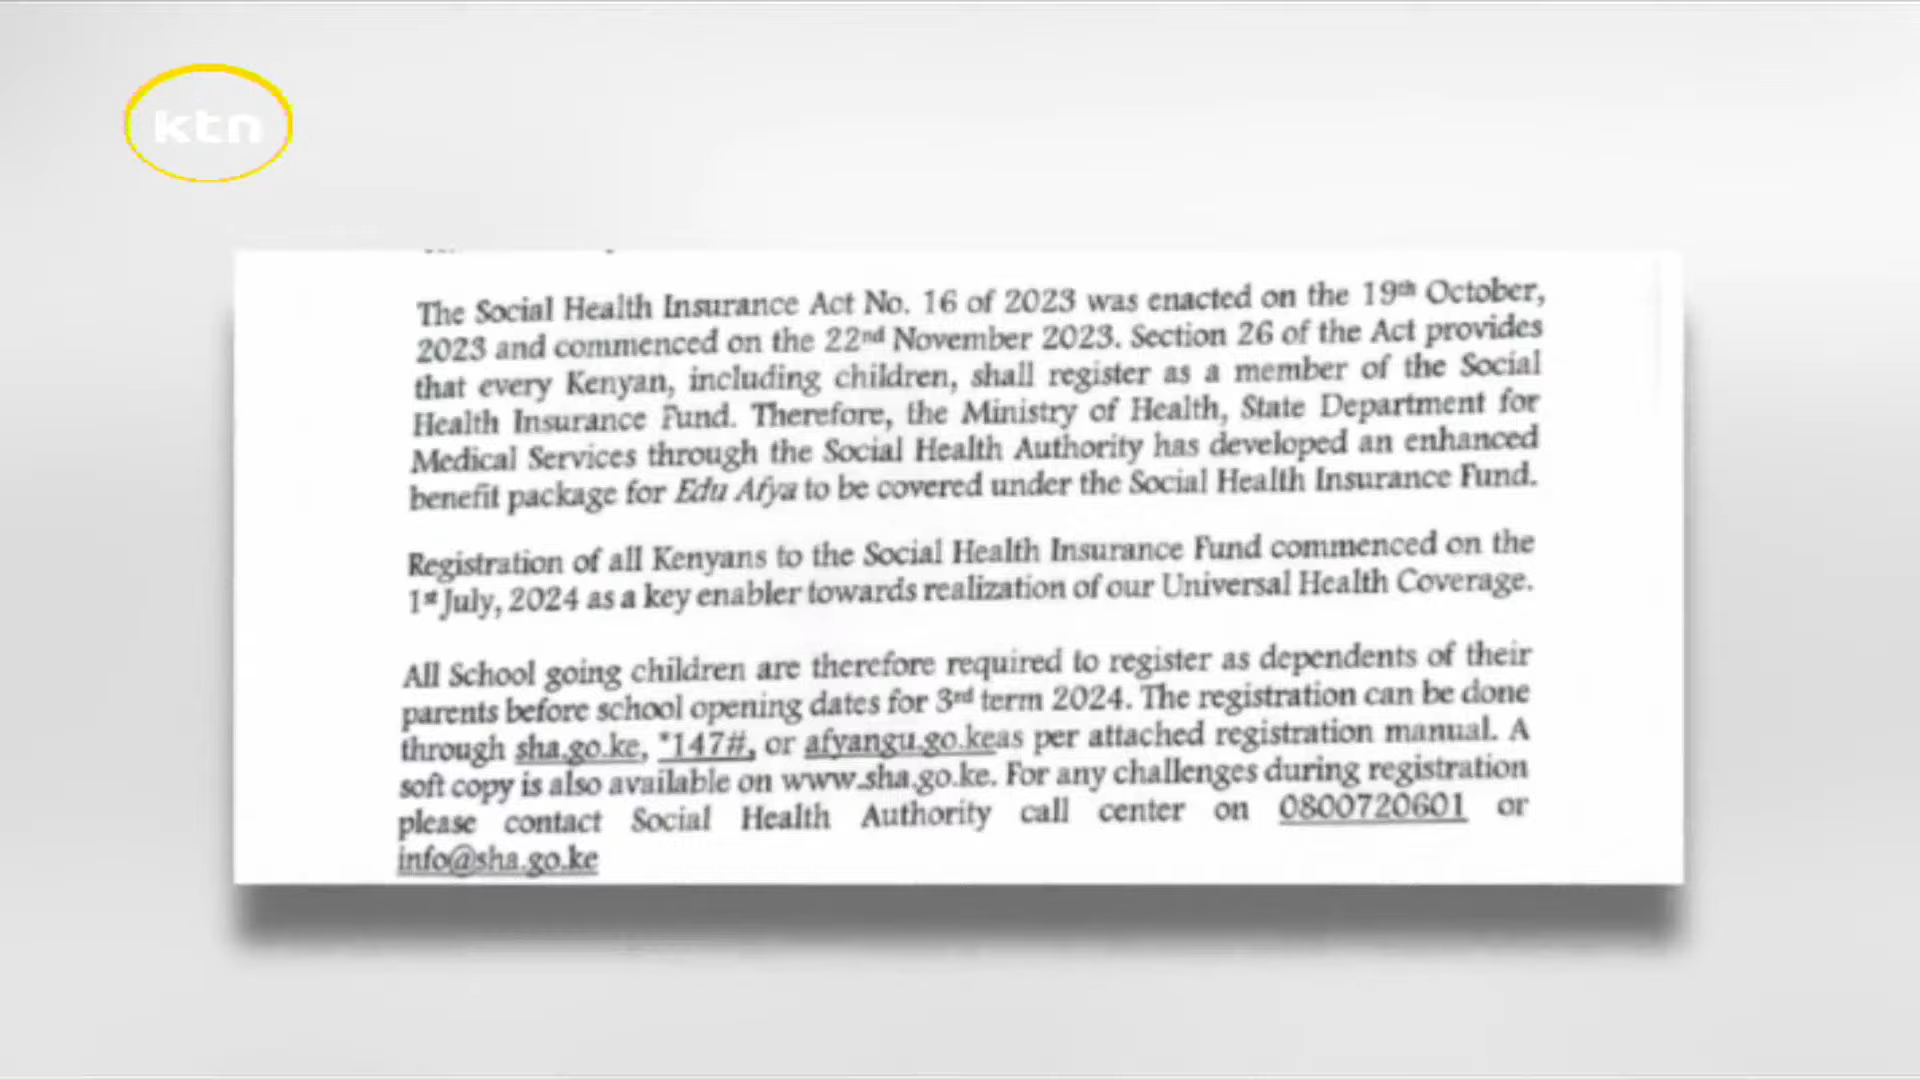 ktn
The Social Health Insurance Act No. 16 of 2023 was enacted on the 19th October,
2023 and commenced on the 22nd November 2023. Section 26 of the Act provides
that every Kenyan, including children, shall register as a member of the Social
Health Insurance Fund. Therefore, the Ministry of Health, State Department for
Medical Services through the Social Health Authority has developed an enhanced
benefit package for Edu Afya to be covered under the Social Health Insurance Fund.
Registration of all Kenyans to the Social Health Insurance Fund commenced on the
1st July, 2024 as a key enabler towards realization of our Universal Health Coverage.
All School going children are therefore required to register as dependents of their
parents before school opening dates for 3rd term 2024. The registration can be done
through sha.go.ke, *147#, or afyangu.go.keas per attached registration manual. A
soft copy is also available on www.sha.go.ke. For any challenges during registration
please contact Social Health Authority call center on 0800720601 or
info@sha.go.ke